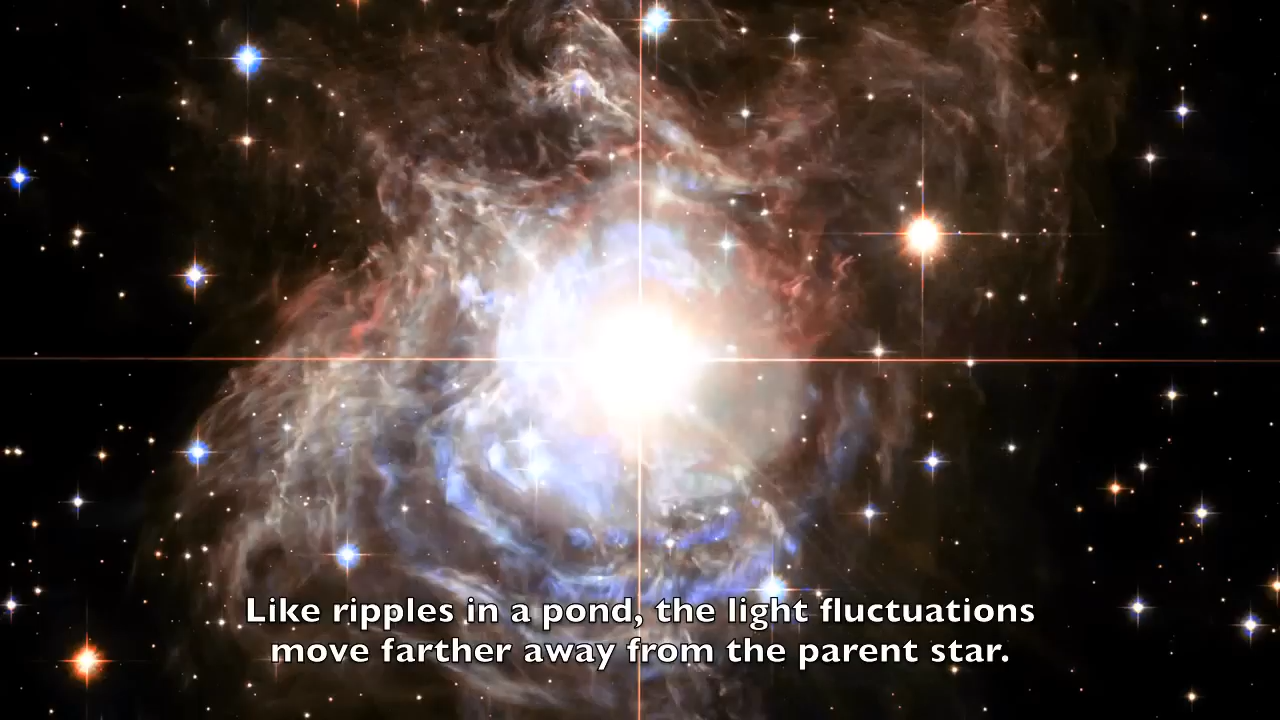 Like ripples in a pond, the light fluctuations
move farther away from the parent star.